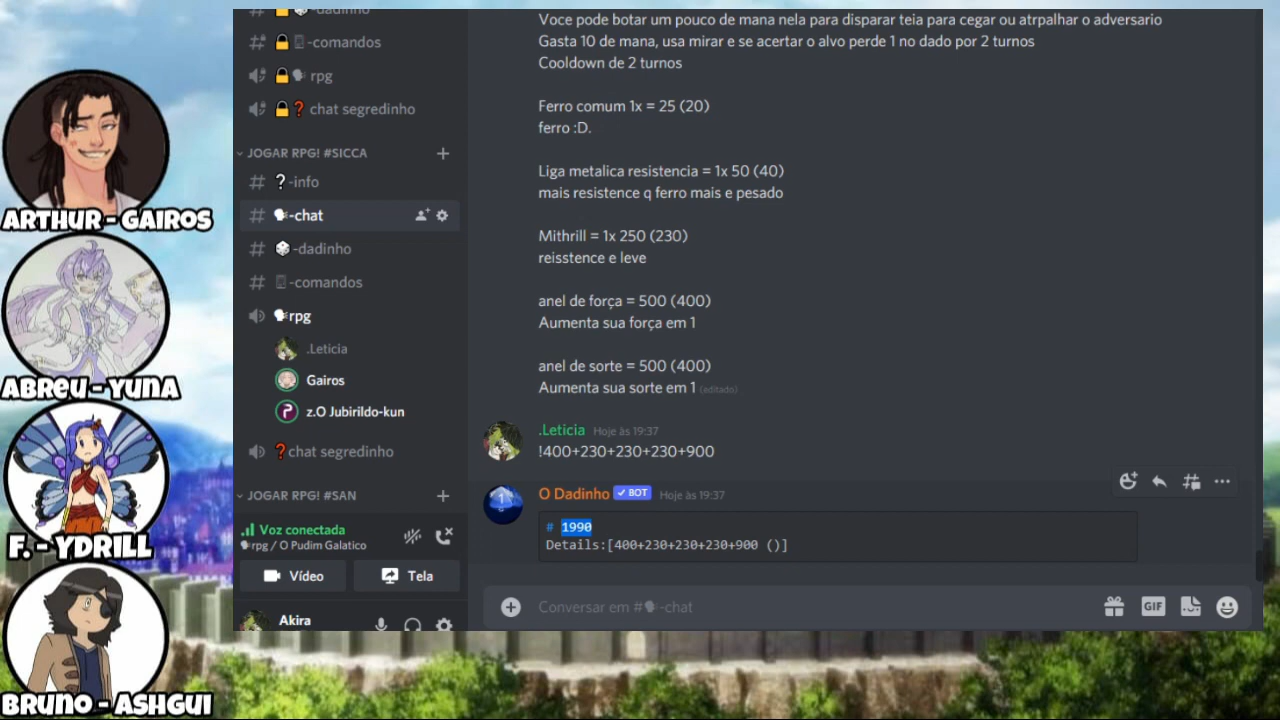 ARTHUR - GAIROS
ABREU - YUNA
F. - YDRILL
BRUNO - ASHGUI
-dadinho
-comandos
rpg
chat segredinho
JOGAR RPG! #SICCA
-info
-chat
-dadinho
-comandos
rpg
.Leticia
Gairos
z.O Jubirildo-kun
chat segredinho
JOGAR RPG! #SAN
Voz conectada
rpg / O Pudim Galatico
Vídeo
Tela
Akira
Voce pode botar um pouco de mana nela para disparar teia para cegar ou atrpalhar o adversario
Gasta 10 de mana, usa mirar e se acertar o alvo perde 1 no dado por 2 turnos
Cooldown de 2 turnos
Ferro comum 1x = 25 (20)
ferro :D.
Liga metalica resistencia = 1x 50 (40)
mais resistence q ferro mais e pesado
Mithrill = 1x 250 (230)
reisstence e leve
anel de força = 500 (400)
Aumenta sua força em 1
anel de sorte = 500 (400)
Aumenta sua sorte em 1 (editado)
.Leticia Hoje às 19:37
!400+230+230+230+900
O Dadinho ✓ BOT Hoje às 19:37
# 1990
Details:[400+230+230+230+900 ()]
Conversar em #🗣-chat
GIF